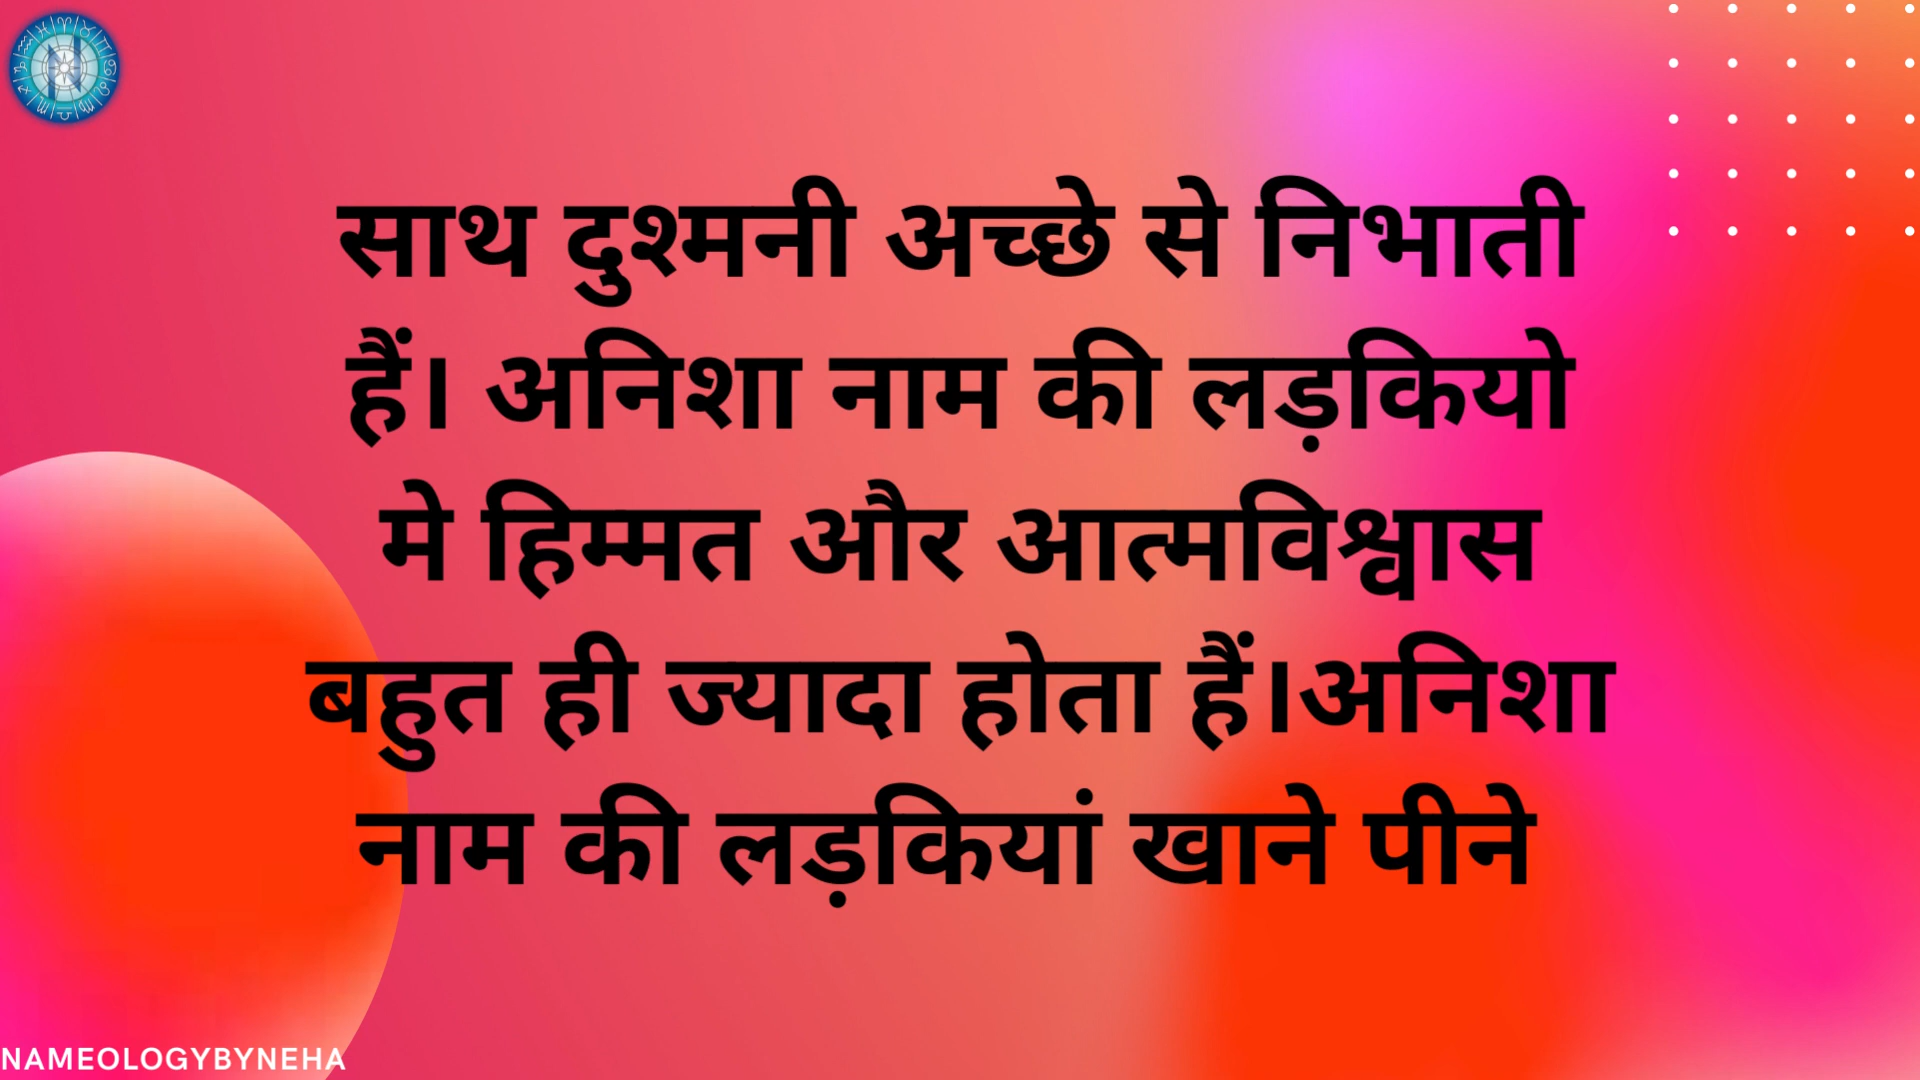 साथ दुश्मनी अच्छे से निभाती
हैं। अनिशा नाम की लड़कियो
मे हिम्मत और आत्मविश्वास
बहुत ही ज्यादा होता हैं।अनिशा
नाम की लड़कियां खाने पीने
NAMEOLOGYBYNEHA